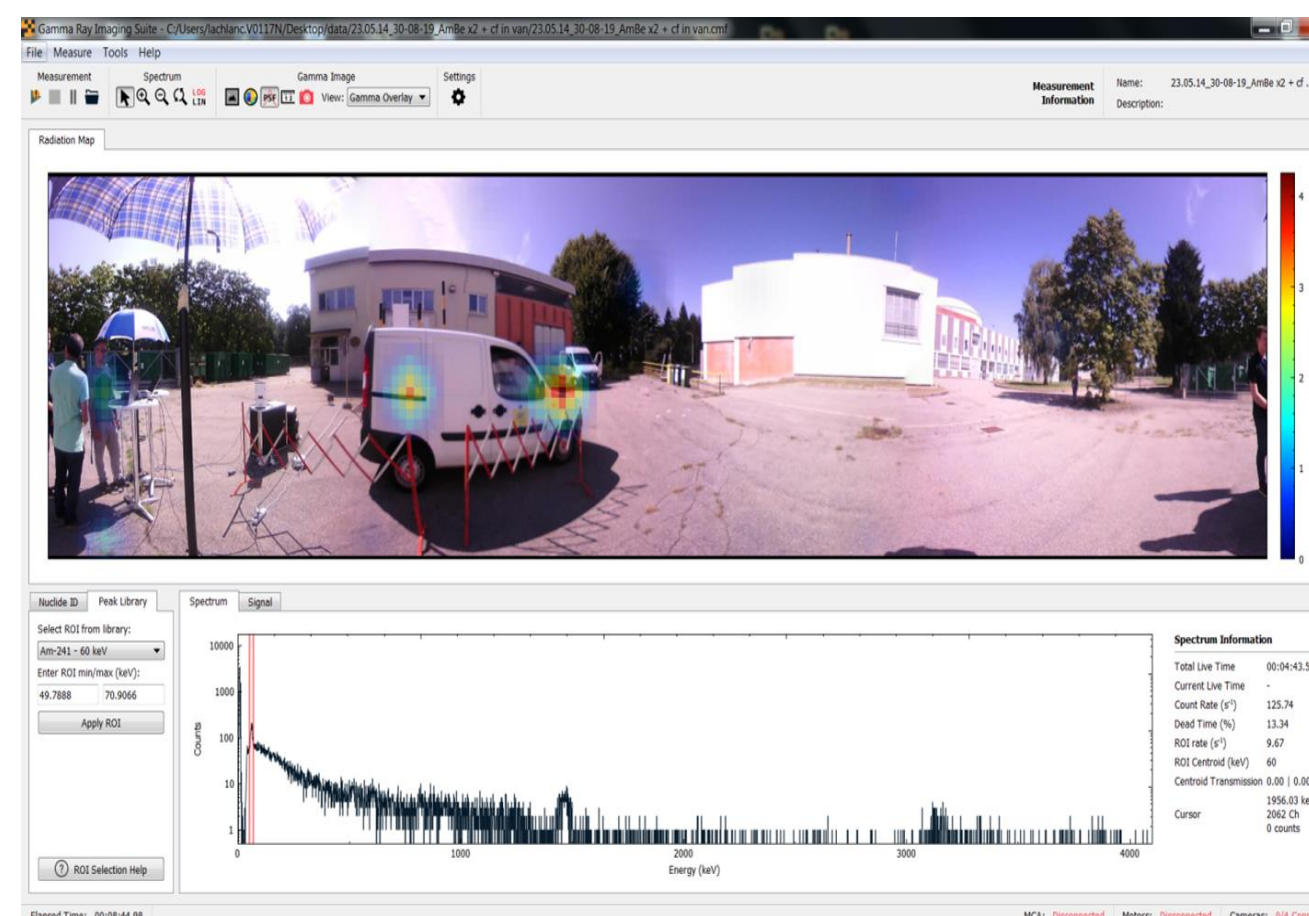 Gamma Ray Imaging Suite - C:/Users/lachlanc.V0117N/Desktop/data/23.05.14_30-08-19_AmBe x2 + cf in van/23.05.14_30-08-19_AmBe x2 + cf in van.cmf
File Measure Tools Help
Measurement Spectrum Gamma Image Settings
LOG LIN PSF 1:1 View: Gamma Overlay
Measurement Information
Name: 23.05.14_30-08-19_AmBe x2 + cf ..
Description:
Radiation Map
4
3
2
1
0
Nuclide ID Peak Library
Select ROI from library:
Am-241 - 60 keV
Enter ROI min/max (keV):
49.7888 70.9066
Apply ROI
? ROI Selection Help
Spectrum Signal
10000
1000
100
10
1
Counts
0 1000 2000 3000 4000
Energy (keV)
Spectrum Information
Total Live Time 00:04:43.5
Current Live Time -
Count Rate (s⁻¹) 125.74
Dead Time (%) 13.34
ROI rate (s⁻¹) 9.67
ROI Centroid (keV) 60
Centroid Transmission 0.00 | 0.00
Cursor 1956.03 ke
2062 Ch
0 counts
Elapsed Time: 00:08:44.98
MCA: Disconnected Motors: Disconnected Cameras: 0/4